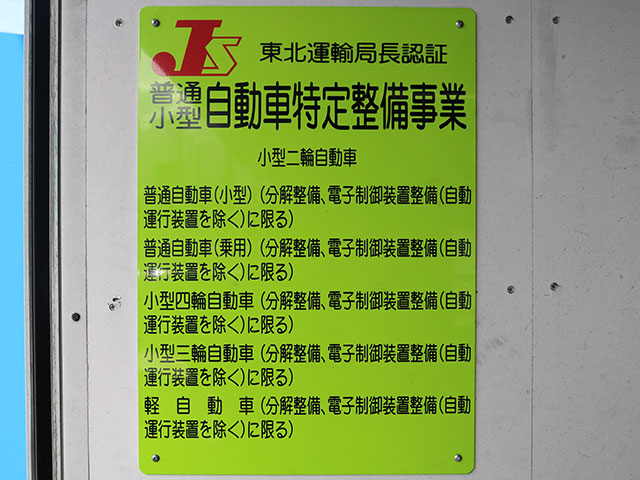 JS
東北運輸局長認証
普通
小型
自動車特定整備事業
小型二輪自動車
普通自動車(小型)(分解整備、電子制御装置整備(自動
運行装置を除く)に限る)
普通自動車(乗用)(分解整備、電子制御装置整備(自動
運行装置を除く)に限る)
小型四輪自動車(分解整備、電子制御装置整備(自動
運行装置を除く)に限る)
小型三輪自動車(分解整備、電子制御装置整備(自動
運行装置を除く)に限る)
軽自動車(分解整備、電子制御装置整備(自動
運行装置を除く)に限る)